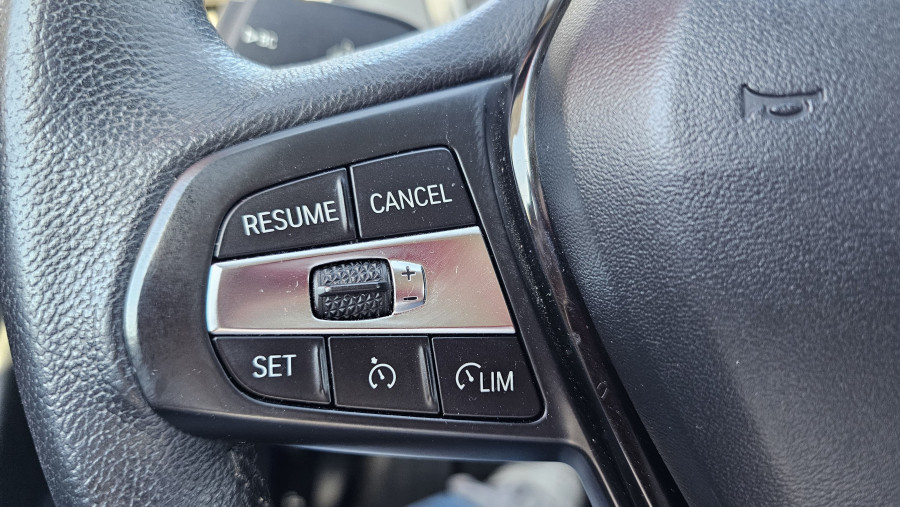 RESUME CANCEL
+
-
SET LIM